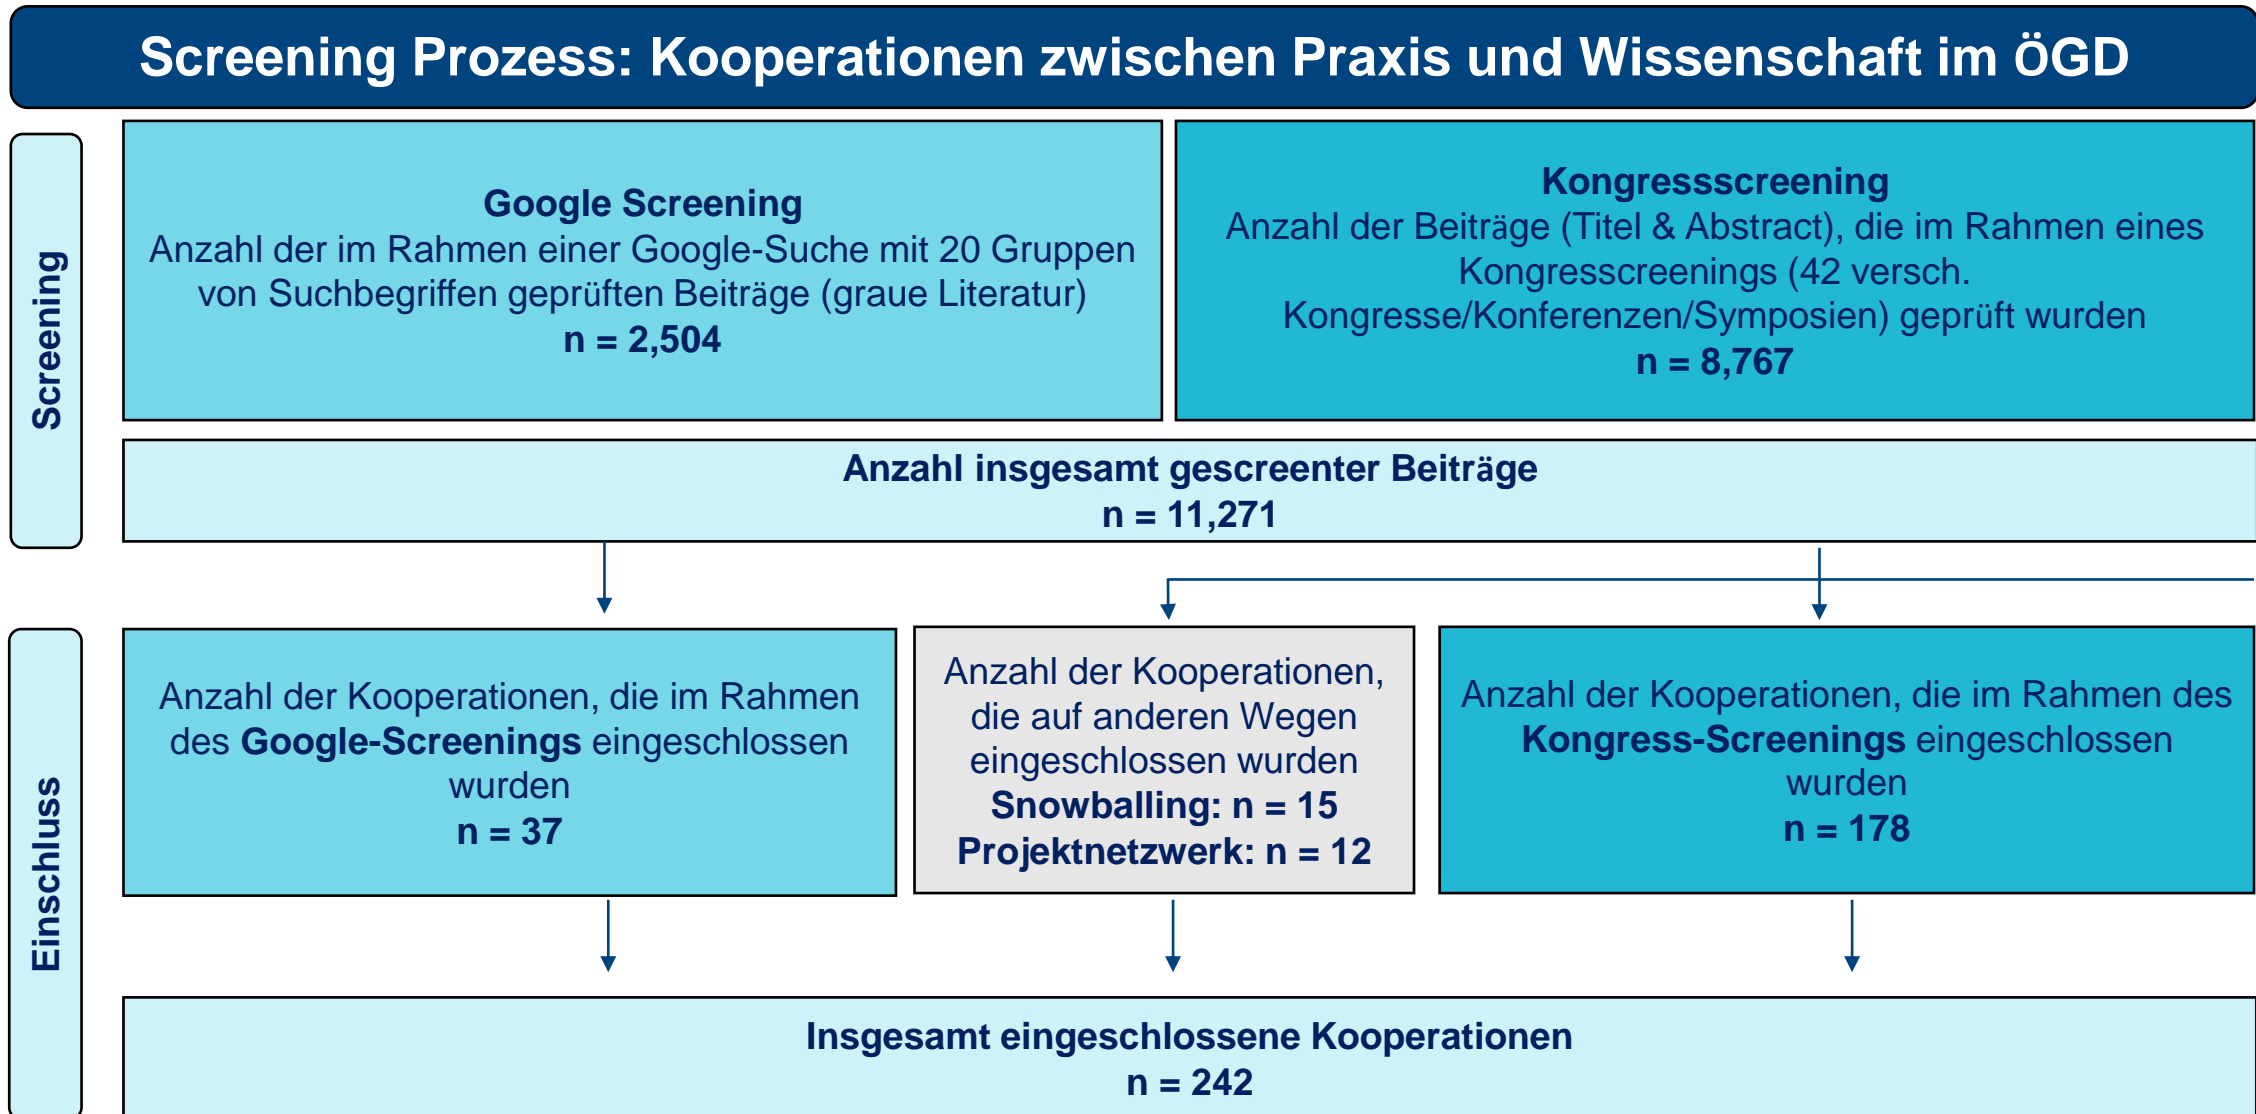 Screening Prozess: Kooperationen zwischen Praxis und Wissenschaft im ÖGD
Screening
Google Screening
Anzahl der im Rahmen einer Google-Suche mit 20 Gruppen
von Suchbegriffen geprüften Beiträge (graue Literatur)
n = 2,504
Kongressscreening
Anzahl der Beiträge (Titel & Abstract), die im Rahmen eines
Kongresscreenings (42 versch.
Kongresse/Konferenzen/Symposien) geprüft wurden
n = 8,767
Anzahl insgesamt gescreenter Beiträge
n = 11,271
Einschluss
Anzahl der Kooperationen, die im Rahmen
des Google-Screenings eingeschlossen
wurden
n = 37
Anzahl der Kooperationen,
die auf anderen Wegen
eingeschlossen wurden
Snowballing: n = 15
Projektnetzwerk: n = 12
Anzahl der Kooperationen, die im Rahmen des
Kongress-Screenings eingeschlossen
wurden
n = 178
Insgesamt eingeschlossene Kooperationen
n = 242